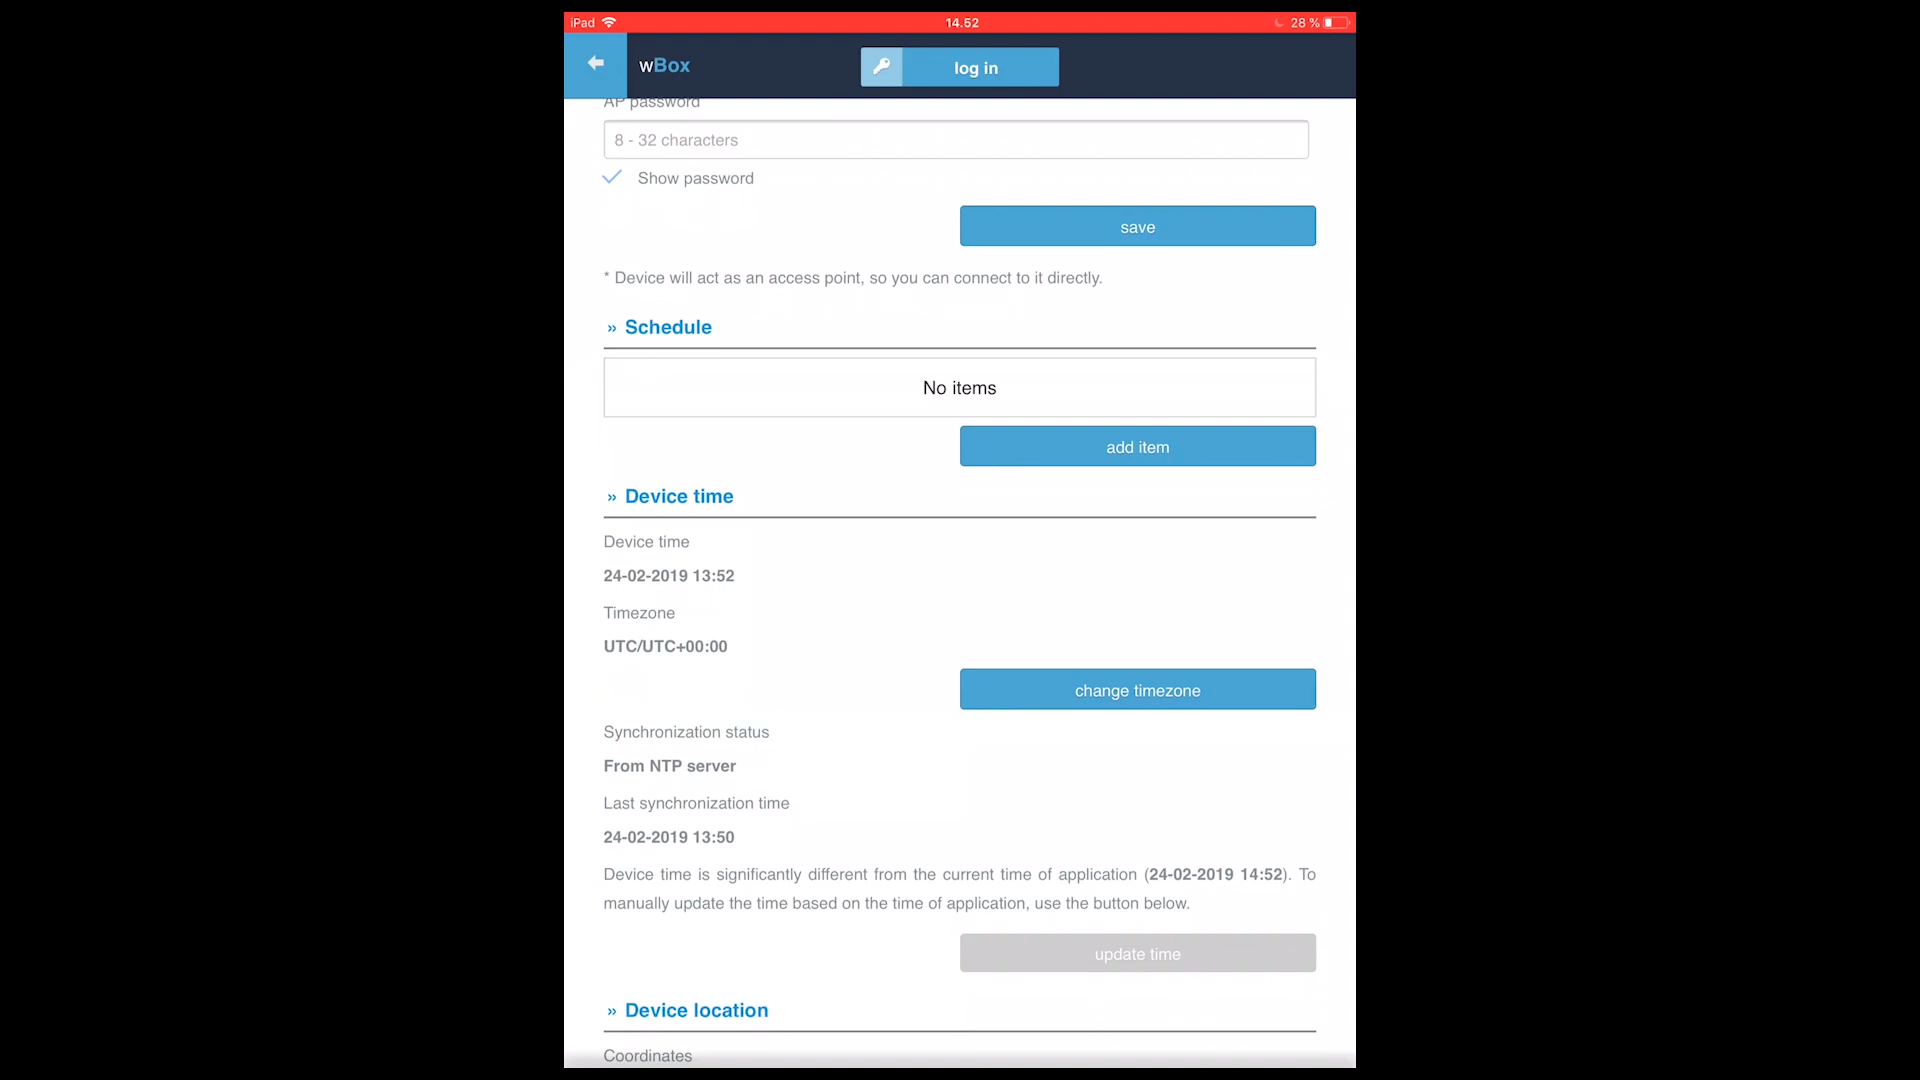 iPad 14.52 28 %
wBox log in
AP password
8 - 32 characters
Show password
save
* Device will act as an access point, so you can connect to it directly.
» Schedule
No items
add item
» Device time
Device time
24-02-2019 13:52
Timezone
UTC/UTC+00:00
change timezone
Synchronization status
From NTP server
Last synchronization time
24-02-2019 13:50
Device time is significantly different from the current time of application (24-02-2019 14:52). To
manually update the time based on the time of application, use the button below.
update time
» Device location
Coordinates